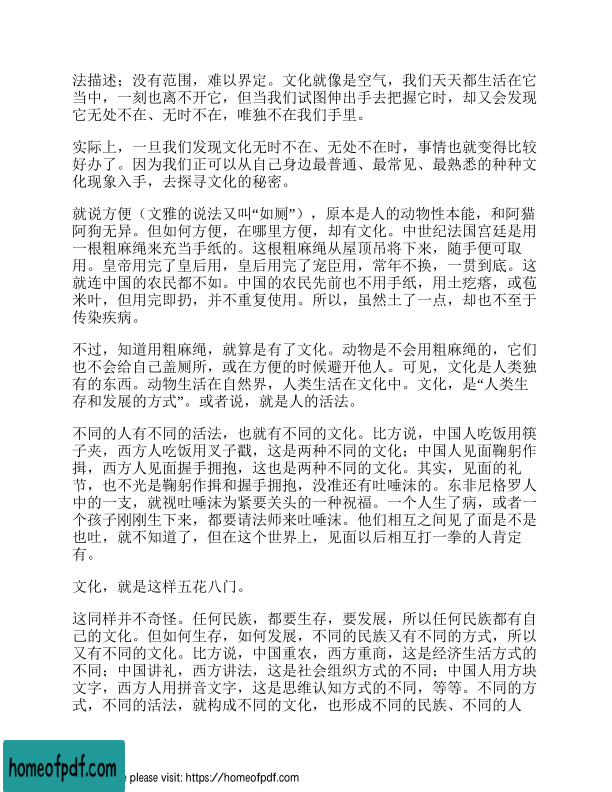 法描述；没有范围，难以界定。文化就像是空气，我们天天都生活在它
当中，一刻也离不开它，但当我们试图伸出手去把握它时，却又会发现
它无处不在、无时不在，唯独不在我们手里。
实际上，一旦我们发现文化无时不在、无处不在时，事情也就变得比较
好办了。因为我们正可以从自己身边最普通、最常见、最熟悉的种种文
化现象入手，去探寻文化的秘密。
就说方便（文雅的说法又叫“如厕”），原本是人的动物性本能，和阿猫
阿狗无异。但如何方便，在哪里方便，却有文化。中世纪法国宫廷是用
一根粗麻绳来充当手纸的。这根粗麻绳从屋顶吊将下来，随手便可取
用。皇帝用完了皇后用，皇后用完了宠臣用，常年不换，一贯到底。这
就连中国的农民都不如。中国的农民先前也不用手纸，用土疙瘩，或苞
米叶，但用完即扔，并不重复使用。所以，虽然土了一点，却也不至于
传染疾病。
不过，知道用粗麻绳，就算是有了文化。动物是不会用粗麻绳的，它们
也不会给自己盖厕所，或在方便的时候避开他人。可见，文化是人类独
有的东西。动物生活在自然界，人类生活在文化中。文化，是“人类生
存和发展的方式”。或者说，就是人的活法。
不同的人有不同的活法，也就有不同的文化。比方说，中国人吃饭用筷
子夹，西方人吃饭用叉子戳，这是两种不同的文化；中国人见面鞠躬作
揖，西方人见面握手拥抱，这也是两种不同的文化。其实，见面的礼
节，也不光是鞠躬作揖和握手拥抱，没准还有吐唾沫的。东非尼格罗人
中的一支，就视吐唾沫为紧要关头的一种祝福。一个人生了病，或者一
个孩子刚刚生下来，都要请法师来吐唾沫。他们相互之间见了面是不是
也吐，就不知道了，但在这个世界上，见面以后相互打一拳的人肯定
有。
文化，就是这样五花八门。
这同样并不奇怪。任何民族，都要生存，要发展，所以任何民族都有自
己的文化。但如何生存，如何发展，不同的民族又有不同的方式，所以
又有不同的文化。比方说，中国重农，西方重商，这是经济生活方式的
不同；中国讲礼，西方讲法，这是社会组织方式的不同；中国人用方块
文字，西方人用拼音文字，这是思维认知方式的不同，等等。不同的方
式，不同的活法，就构成不同的文化，也形成不同的民族、不同的人
homeofpdf.com
e please visit: https://homeofpdf.com